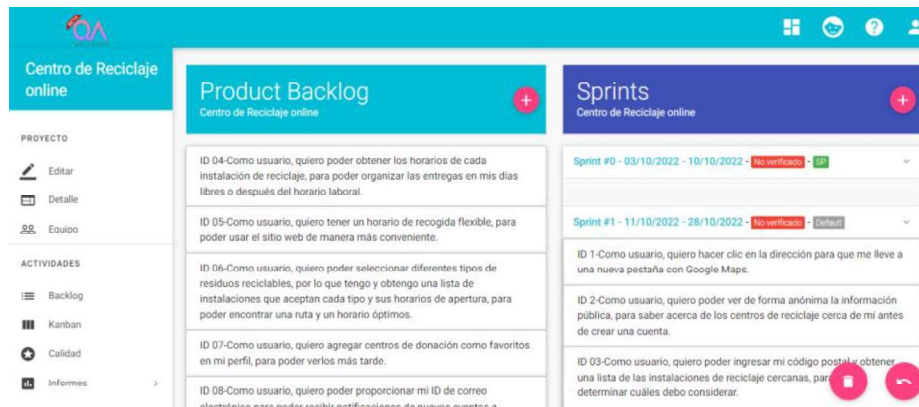 QA
Centro de Reciclaje
online
PROYECTO
Editar
Detalle
Equipo
ACTIVIDADES
Backlog
Kanban
Calidad
Informes
Product Backlog
Centro de Reciclaje online
ID 04-Como usuario, quiero poder obtener los horarios de cada
instalación de reciclaje, para poder organizar las entregas en mis días
libres o después del horario laboral.
ID 05-Como usuario, quiero tener un horario de recogida flexible, para
poder usar el sitio web de manera más conveniente.
ID 06-Como usuario, quiero poder seleccionar diferentes tipos de
residuos reciclables, por lo que tengo y obtengo una lista de
instalaciones que aceptan cada tipo y sus horarios de apertura, para
poder encontrar una ruta y un horario óptimos.
ID 07-Como usuario, quiero agregar centros de donación como favoritos
en mi perfil, para poder verlos más tarde.
ID 08-Como usuario, quiero poder proporcionar mi ID de correo
electrónico para poder recibir notificaciones de nuevos eventos a
Sprints
Centro de Reciclaje online
Sprint #0 - 03/10/2022 - 10/10/2022 - No verificado - SP
Sprint #1 - 11/10/2022 - 28/10/2022 - No verificado - Default
ID 1-Como usuario, quiero hacer clic en la dirección para que me lleve a
una nueva pestaña con Google Maps.
ID 2-Como usuario, quiero poder ver de forma anónima la información
pública, para saber acerca de los centros de reciclaje cerca de mí antes
de crear una cuenta.
ID 03-Como usuario, quiero poder ingresar mi código postal y obtener
una lista de las instalaciones de reciclaje cercanas, para
determinar cuáles debo considerar.